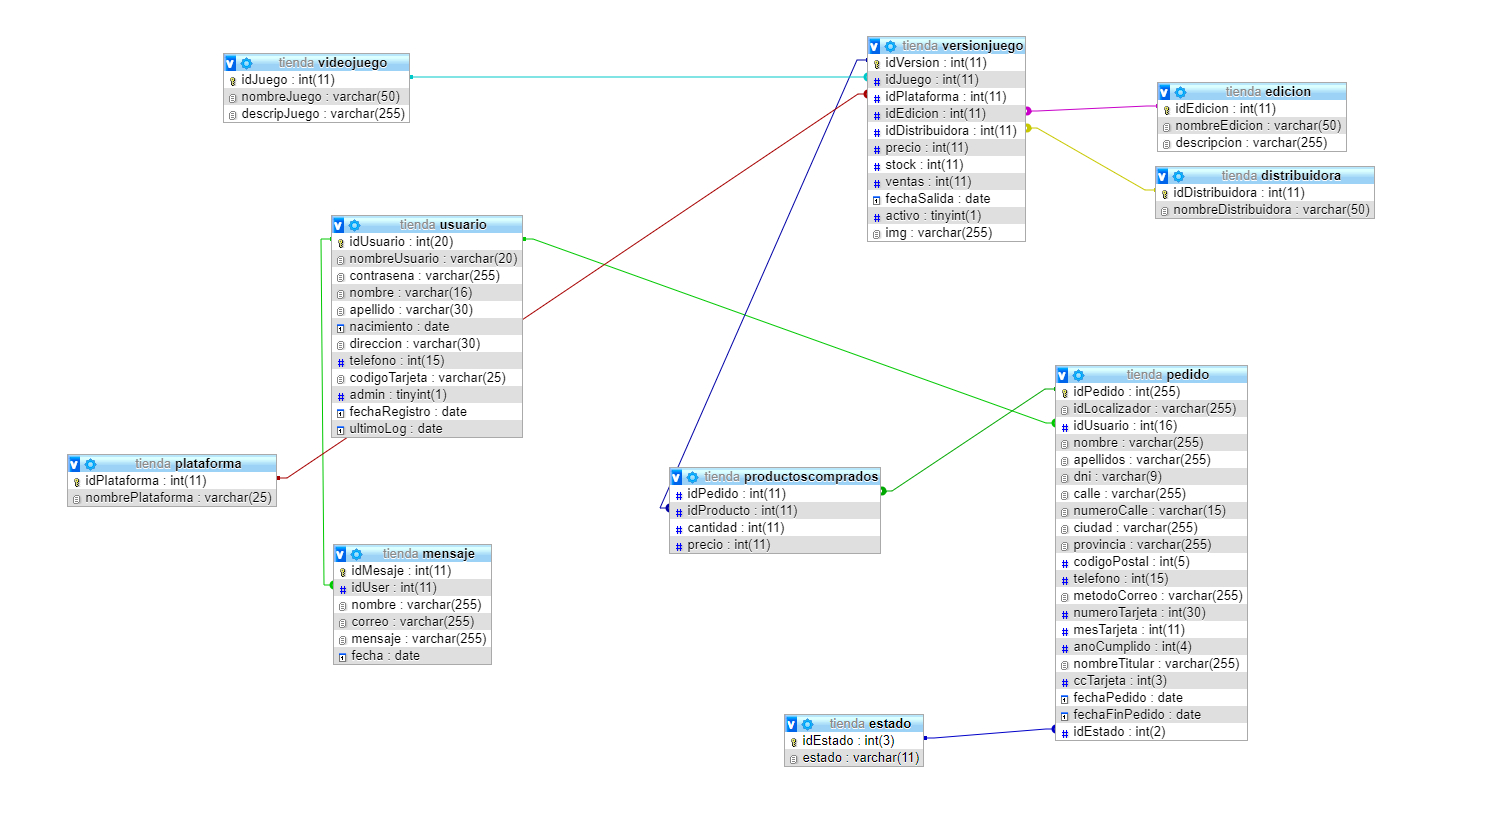 tienda videojuego
idJuego : int(11)
nombreJuego : varchar(50)
descripJuego : varchar(255)
tienda versionjuego
idVersion : int(11)
idJuego : int(11)
idPlataforma : int(11)
idEdicion : int(11)
idDistribuidora : int(11)
precio : int(11)
stock : int(11)
ventas : int(11)
fechaSalida : date
activo : tinyint(1)
img : varchar(255)
tienda edicion
idEdicion : int(11)
nombreEdicion : varchar(50)
descripcion : varchar(255)
tienda distribuidora
idDistribuidora : int(11)
nombreDistribuidora : varchar(50)
tienda usuario
idUsuario : int(20)
nombreUsuario : varchar(20)
contrasena : varchar(255)
nombre : varchar(16)
apellido : varchar(30)
nacimiento : date
direccion : varchar(30)
telefono : int(15)
codigoTarjeta : varchar(25)
admin : tinyint(1)
fechaRegistro : date
ultimoLog : date
tienda plataforma
idPlataforma : int(11)
nombrePlataforma : varchar(25)
tienda productoscomprados
idPedido : int(11)
idProducto : int(11)
cantidad : int(11)
precio : int(11)
tienda pedido
idPedido : int(255)
idLocalizador : varchar(255)
idUsuario : int(16)
nombre : varchar(255)
apellidos : varchar(255)
dni : varchar(9)
calle : varchar(255)
numeroCalle : varchar(15)
ciudad : varchar(255)
provincia : varchar(255)
codigoPostal : int(5)
telefono : int(15)
metodoCorreo : varchar(255)
numeroTarjeta : int(30)
mesTarjeta : int(11)
anoCumplido : int(4)
nombreTitular : varchar(255)
ccTarjeta : int(3)
fechaPedido : date
fechaFinPedido : date
idEstado : int(2)
tienda mensaje
idMesaje : int(11)
idUser : int(11)
nombre : varchar(255)
correo : varchar(255)
mensaje : varchar(255)
fecha : date
tienda estado
idEstado : int(3)
estado : varchar(11)